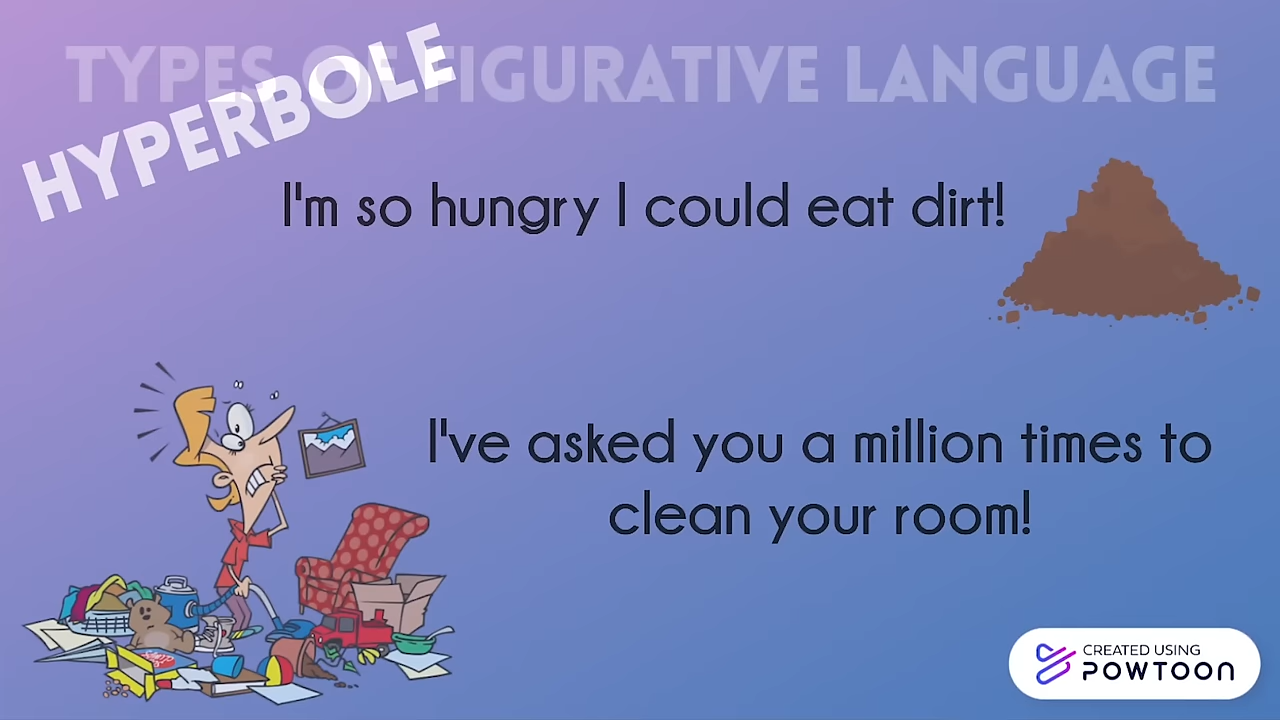 TYPES OF FIGURATIVE LANGUAGE
HYPERBOLE
I'm so hungry I could eat dirt!
I've asked you a million times to
clean your room!
CREATED USING
POWTOON